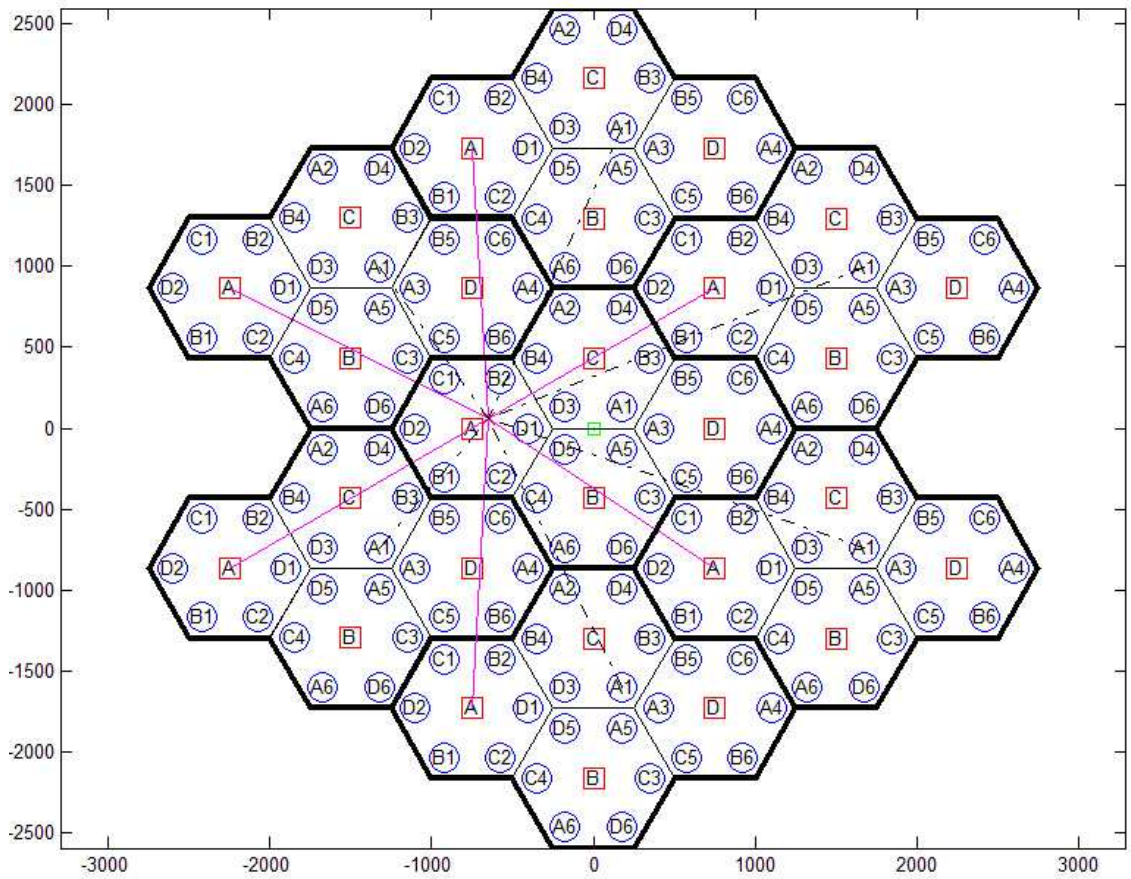 2500
A2 D4
B4 C B3
C1 B2 B5 C6
2000
D3 A1
D2 A D1 A3 D A4
A2 D4 D5 A5 A2 D4
1500
B1 C2 C5 B6
B4 C B3 C4 B C3 B4 C B3
C1 B2 B5 C6 C1 B2 B5 C6
1000 D3 A1 A6 D6 D3 A1
D2 A D1 A3 D A4 D2 A D1 A3 D A4
D5 A5 A2 D4 D5 A5
B1 C2 C5 B6 B1 C2 C5 B6
500
C4 B C3 B4 C B3 C4 B C3
C1 B2 B5 C6
A6 D6 D3 A1 A6 D6
0 D2 A D1 A3 D
A2 D4 D5 A5 A2 D4
B1 C2 C5 B6
B4 C B3 C4 B C3 B4 C B3
-500
C1 B2 B5 C6 C1 B2 B5 C6
D3 A1 A6 D6 D3 A1
D2 A D1 A3 D A4 D2 A D1 A3 D A4
-1000 D5 A5 A2 D4 D5 A5
B1 C2 C5 B6 B1 C2 C5 B6
C4 B C3 B4 C B3 C4 B C3
C1 B2 B5 C6
-1500
A6 D6 D3 A1 A6 D6
D2 A D1 A3 D A4
D5 A5
-2000
B1 C2 C5 B6
C4 B C3
A6 D6
-2500
-3000 -2000 -1000 0 1000 2000 3000